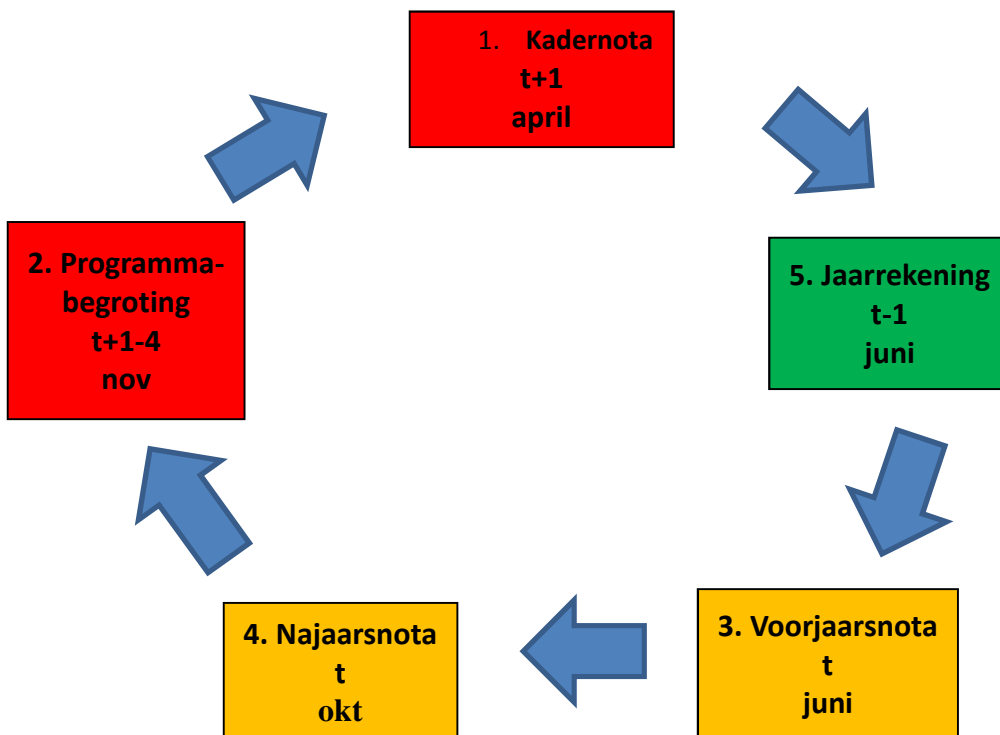 1. Kadernota
t+1
april
2. Programma-
begroting
t+1-4
nov
5. Jaarrekening
t-1
juni
4. Najaarsnota
t
okt
3. Voorjaarsnota
t
juni